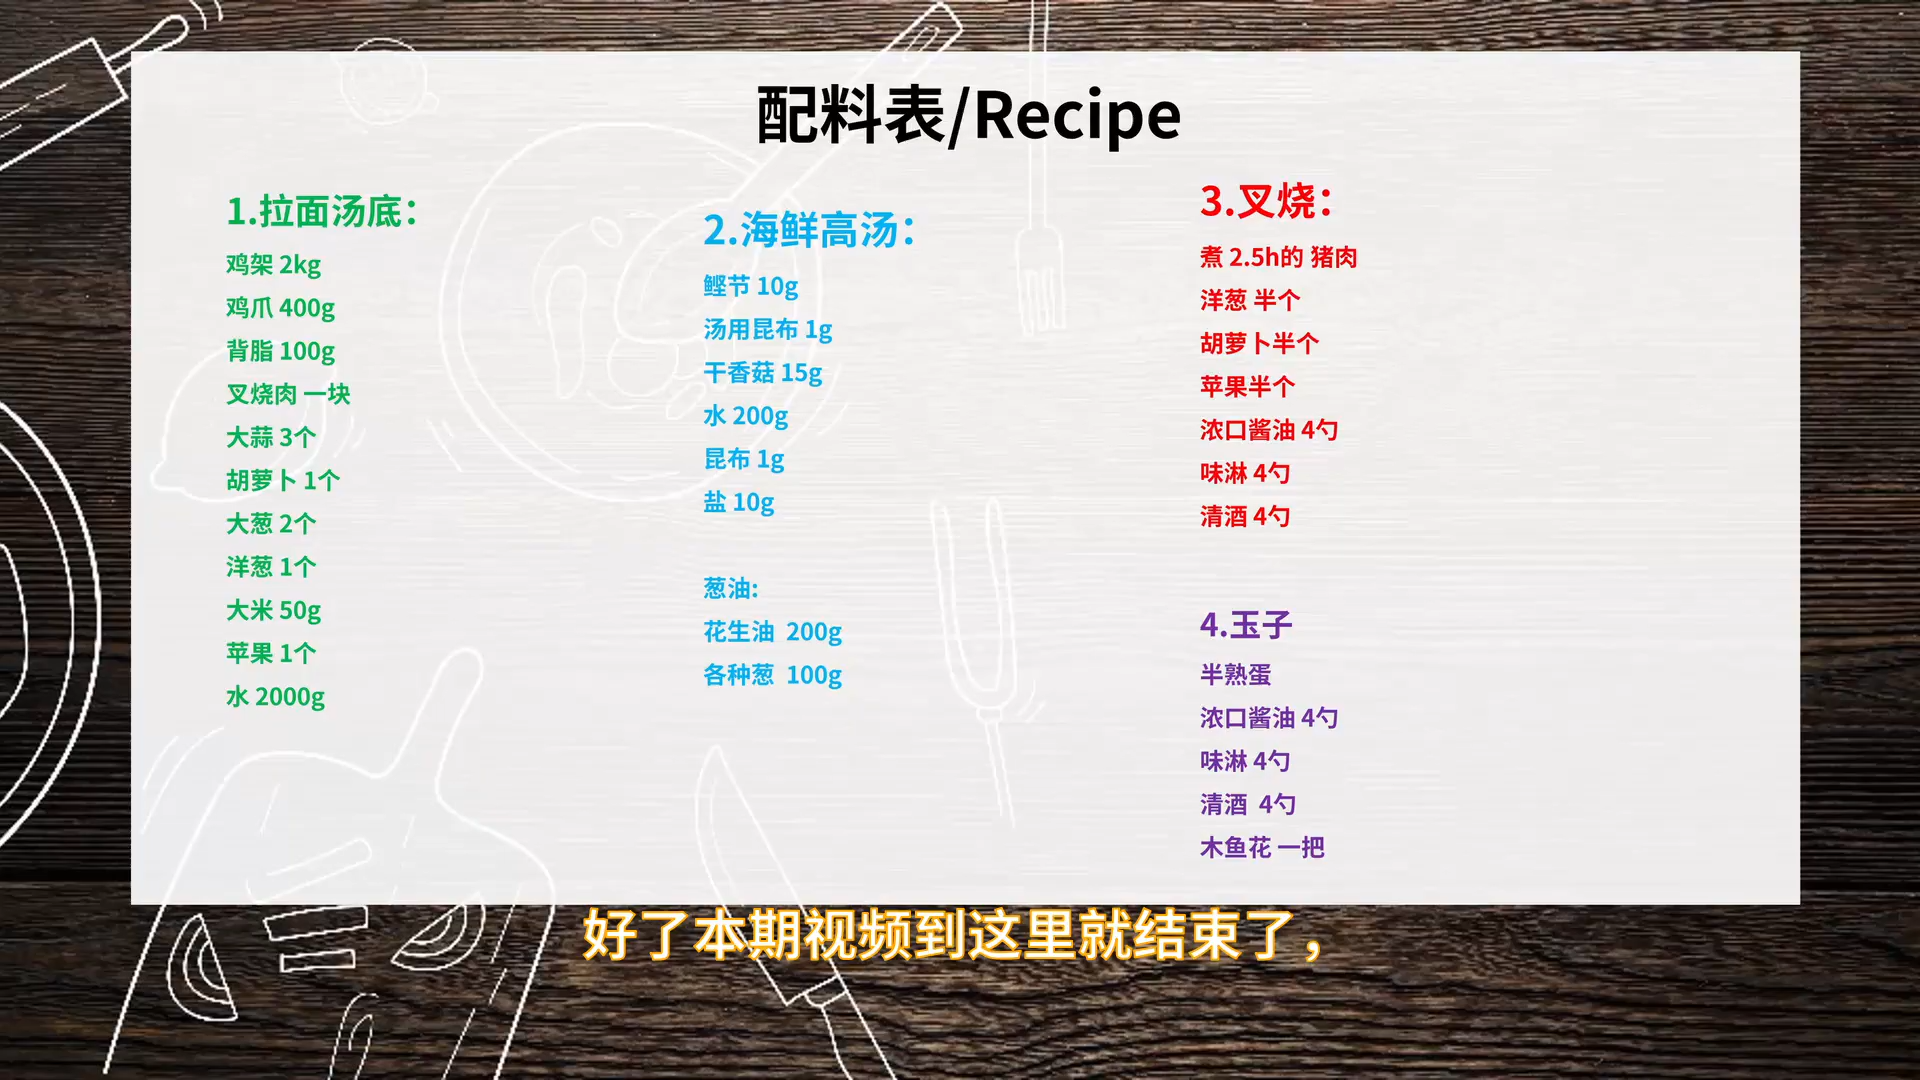 配料表/Recipe
1.拉面汤底：
鸡架 2kg
鸡爪 400g
背脂 100g
叉烧肉 一块
大蒜 3个
胡萝卜 1个
大葱 2个
洋葱 1个
大米 50g
苹果 1个
水 2000g
2.海鲜高汤：
鲣节 10g
汤用昆布 1g
干香菇 15g
水 200g
昆布 1g
盐 10g
葱油:
花生油 200g
各种葱 100g
3.叉烧：
煮 2.5h的 猪肉
洋葱 半个
胡萝卜半个
苹果半个
浓口酱油 4勺
味淋 4勺
清酒 4勺
4.玉子
半熟蛋
浓口酱油 4勺
味淋 4勺
清酒 4勺
木鱼花 一把
好了本期视频到这里就结束了，